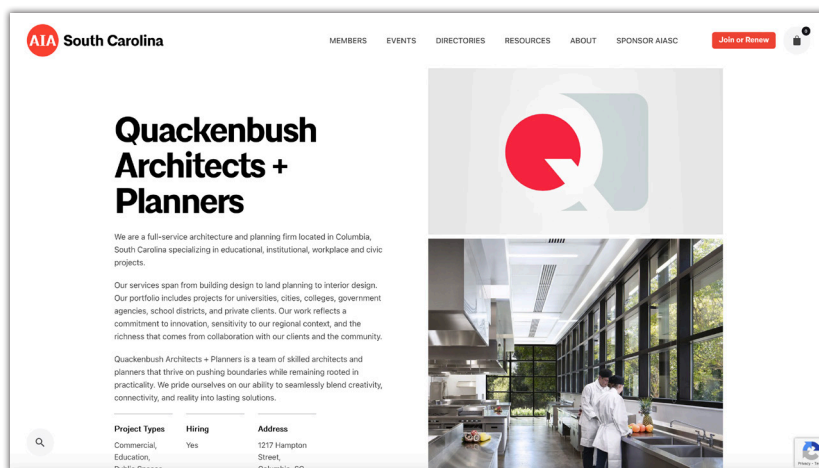 AIA South Carolina
MEMBERS EVENTS DIRECTORIES RESOURCES ABOUT SPONSOR AIASC Join or Renew 0
Quackenbush
Architects +
Planners
We are a full-service architecture and planning firm located in Columbia,
South Carolina specializing in educational, institutional, workplace and civic
projects.
Our services span from building design to land planning to interior design.
Our portfolio includes projects for universities, cities, colleges, government
agencies, school districts, and private clients. Our work reflects a
commitment to innovation, sensitivity to our regional context, and the
richness that comes from collaboration with our clients and the community.
Quackenbush Architects + Planners is a team of skilled architects and
planners that thrive on pushing boundaries while remaining rooted in
practicality. We pride ourselves on our ability to seamlessly blend creativity,
connectivity, and reality into lasting solutions.
Project Types Hiring Address
Commercial, Yes 1217 Hampton
Education, Street,
Public Space, Columbia, SC
Q
Privacy